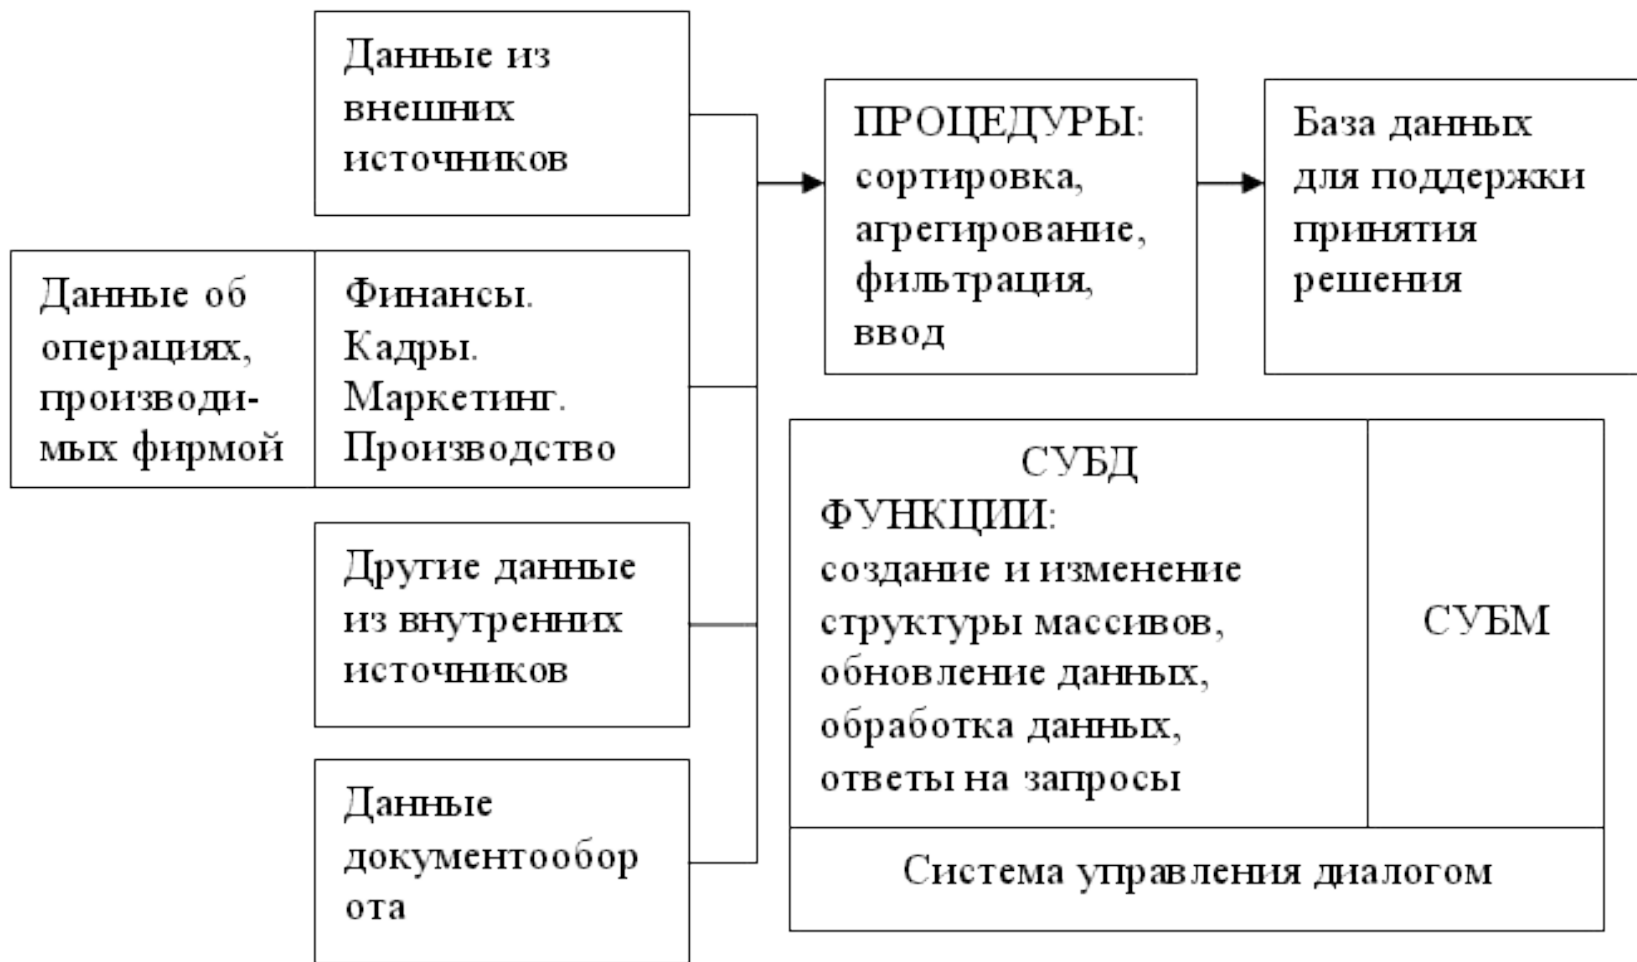 Данные из
внешних
источников
Данные об
операциях,
производи-
мых фирмой
Финансы.
Кадры.
Маркетинг.
Производство
Другие данные
из внутренних
источников
Данные
документообор
ота
ПРОЦЕДУРЫ:
сортировка,
агрегирование,
фильтрация,
ввод
База данных
для поддержки
принятия
решения
СУБД
ФУНКЦИИ:
создание и изменение
структуры массивов,
обновление данных,
обработка данных,
ответы на запросы
СУБМ
Система управления диалогом